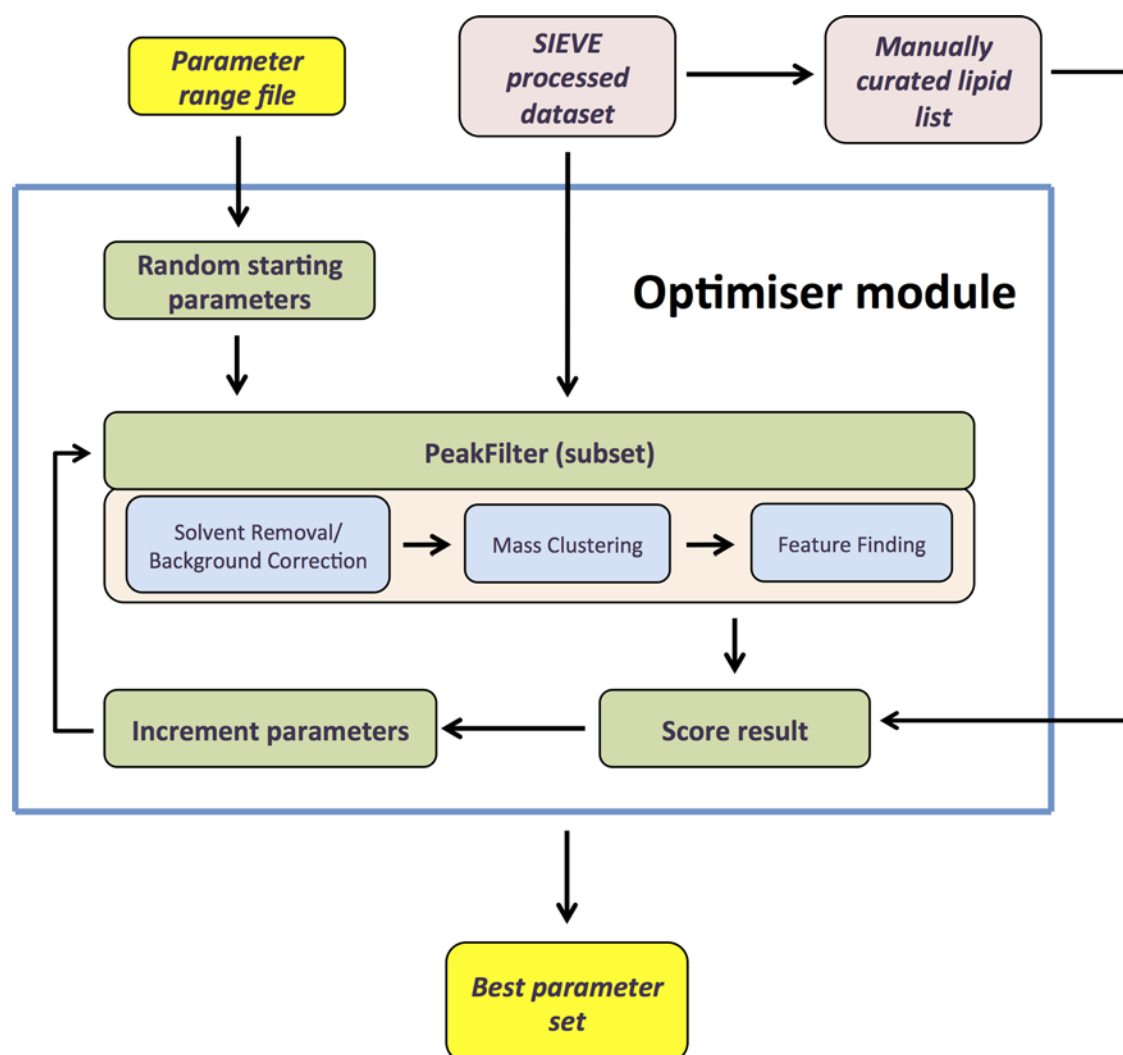 Parameter
range file
SIEVE
processed
dataset
Manually
curated lipid
list
Random starting
parameters
Optimiser module
PeakFilter (subset)
Solvent Removal/
Background Correction
Mass Clustering
Feature Finding
Increment parameters
Score result
Best parameter
set